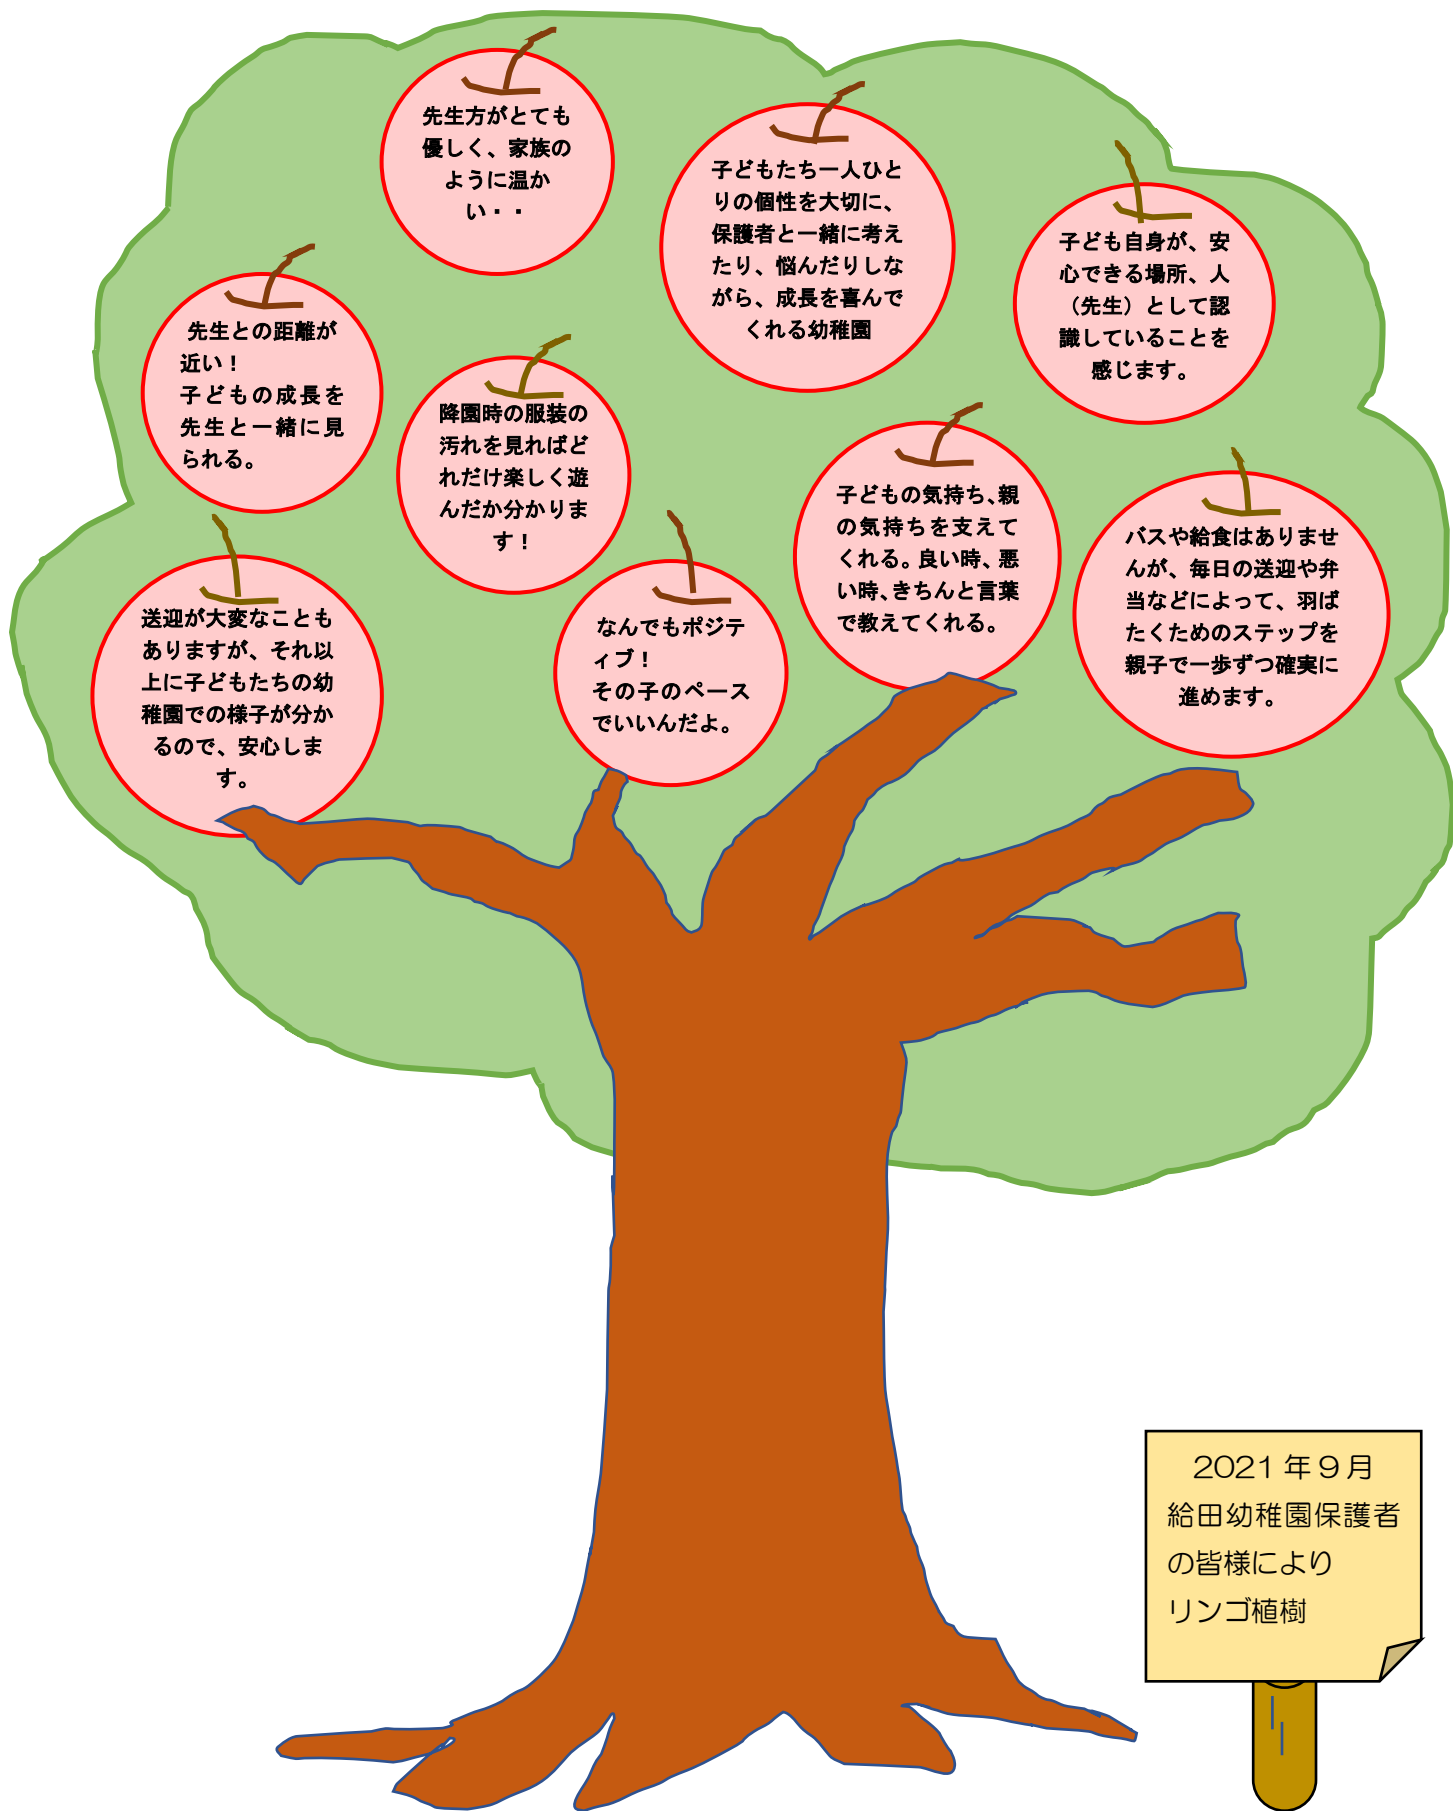 先生方がとても
優しく、家族の
ように温か
い・・
子どもたち一人ひと
りの個性を大切に、
保護者と一緒に考え
たり、悩んだりしな
がら、成長を喜んで
くれる幼稚園
子ども自身が、安
心できる場所、人
（先生）として認
識していることを
感じます。
先生との距離が
近い！
子どもの成長を
先生と一緒に見
られる。
降園時の服装の
汚れを見ればど
れだけ楽しく遊
んだか分かりま
す！
子どもの気持ち、親
の気持ちを支えて
くれる。良い時、悪
い時、きちんと言葉
で教えてくれる。
バスや給食はありませ
んが、毎日の送迎や弁
当などによって、羽ば
たくためのステップを
親子で一歩ずつ確実に
進めます。
送迎が大変なことも
ありますが、それ以
上に子どもたちの幼
稚園での様子が分か
るので、安心しま
す。
なんでもポジテ
ィブ！
その子のペース
でいいんだよ。
2021年９月
給田幼稚園保護者
の皆様により
リンゴ植樹